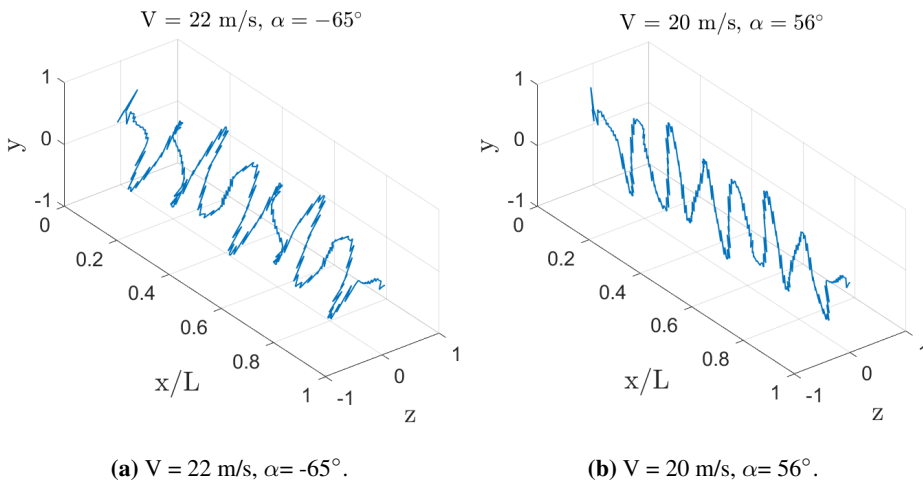 V = 22 m/s, α = −65°
1
0
-1
y
0
0.2
0.4
0.6
0.8
1
x/L
-1
0
1
z
V = 20 m/s, α = 56°
1
0
-1
y
0
0.2
0.4
0.6
0.8
1
x/L
-1
0
1
z
(a) V = 22 m/s, α= -65°.
(b) V = 20 m/s, α= 56°.